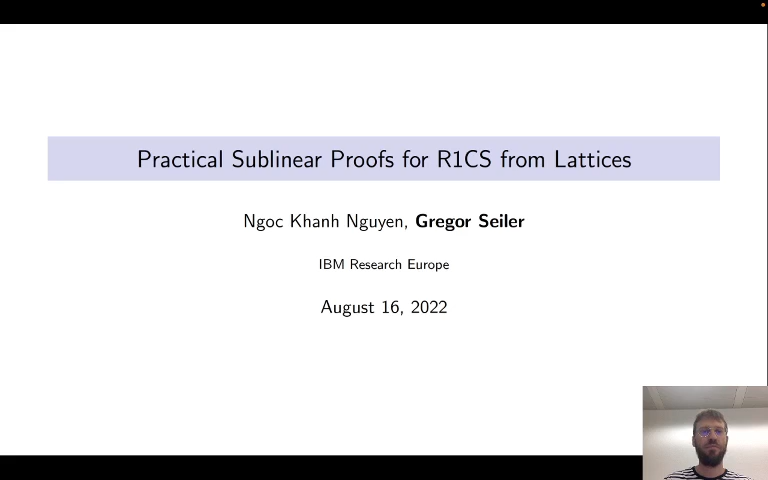 Practical Sublinear Proofs for R1CS from Lattices
Ngoc Khanh Nguyen, Gregor Seiler
IBM Research Europe
August 16, 2022